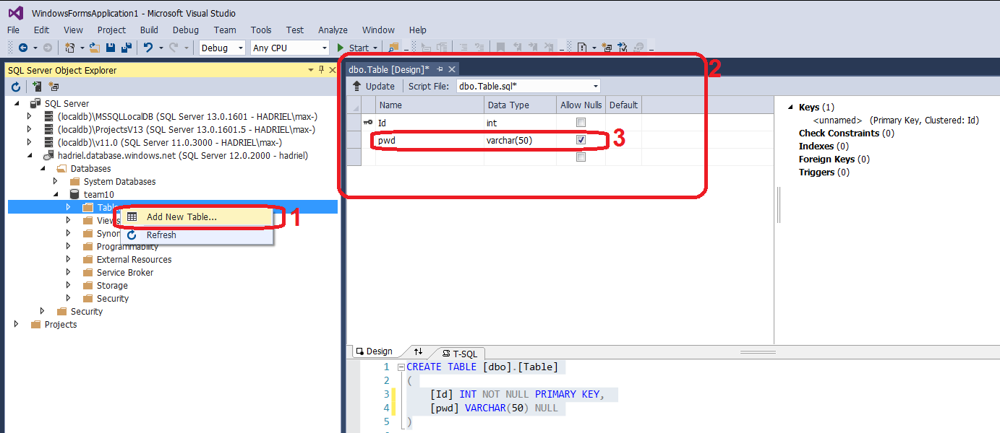 WindowsFormsApplication1 - Microsoft Visual Studio
File Edit View Project Build Debug Team Tools Test Analyze Window Help
Debug Any CPU Start
SQL Server Object Explorer
SQL Server
(localdb)\MSSQLLocalDB (SQL Server 13.0.1601 - HADRIEL\max-)
(localdb)\ProjectsV13 (SQL Server 13.0.1601.5 - HADRIEL\max-)
(localdb)\v11.0 (SQL Server 11.0.3000 - HADRIEL\max-)
hadriel.database.windows.net (SQL Server 12.0.2000 - hadriel)
Databases
System Databases
team10
Table
Add New Table... 1
Views
Refresh
Synon
Programmability
External Resources
Service Broker
Storage
Security
Security
Projects
dbo.Table [Design]* 2
Update Script File: dbo.Table.sql*
Name Data Type Allow Nulls Default
Id int
pwd varchar(50) 3
Keys (1)
<unnamed> (Primary Key, Clustered: Id)
Check Constraints (0)
Indexes (0)
Foreign Keys (0)
Triggers (0)
Design T-SQL
1 CREATE TABLE [dbo].[Table]
2 (
3 [Id] INT NOT NULL PRIMARY KEY,
4 [pwd] VARCHAR(50) NULL
5 )